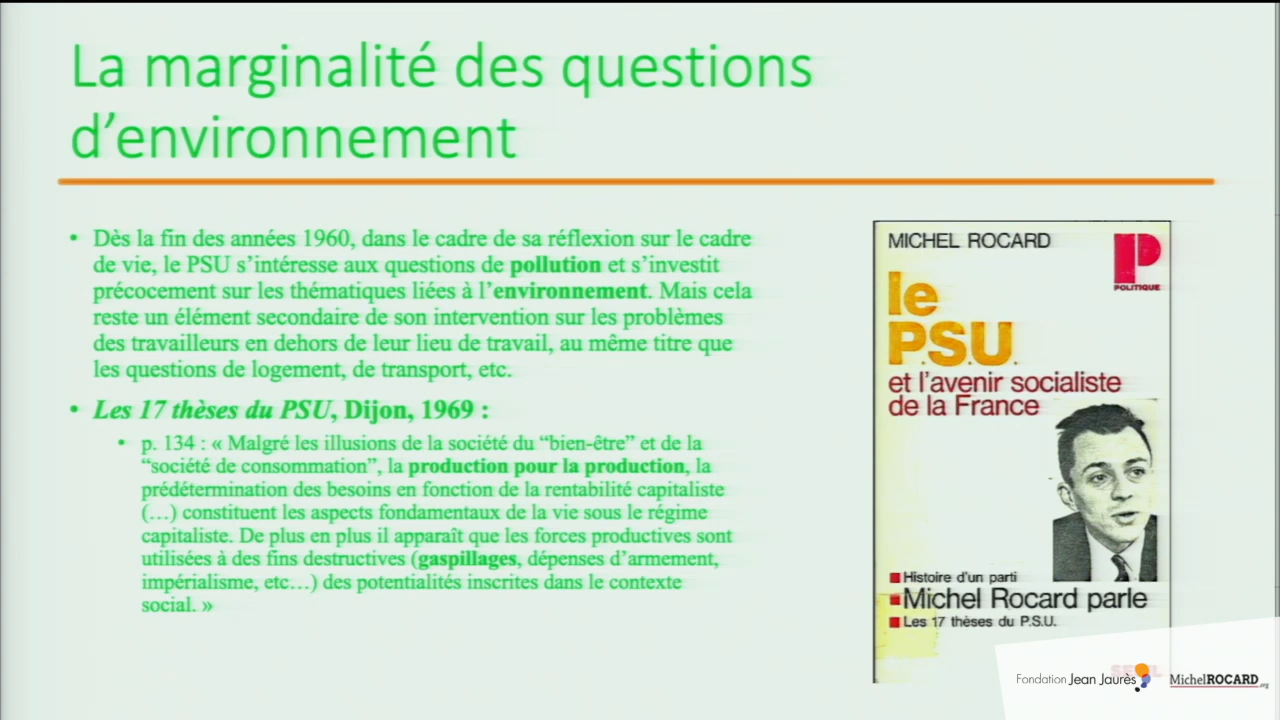 La marginalité des questions
d’environnement
• Dès la fin des années 1960, dans le cadre de sa réflexion sur le cadre
de vie, le PSU s’intéresse aux questions de pollution et s’investit
précocement sur les thématiques liées à l’environnement. Mais cela
reste un élément secondaire de son intervention sur les problèmes
des travailleurs en dehors de leur lieu de travail, au même titre que
les questions de logement, de transport, etc.
• Les 17 thèses du PSU, Dijon, 1969 :
• p. 134 : « Malgré les illusions de la société du “bien-être” et de la
“société de consommation”, la production pour la production, la
prédétermination des besoins en fonction de la rentabilité capitaliste
(…) constituent les aspects fondamentaux de la vie sous le régime
capitaliste. De plus en plus il apparaît que les forces productives sont
utilisées à des fins destructives (gaspillages, dépenses d’armement,
impérialisme, etc…) des potentialités inscrites dans le contexte
social. »
MICHEL ROCARD
P
POLITIQUE
le
P.S.U.
et l’avenir socialiste
de la France
Histoire d’un parti
Michel Rocard parle
Les 17 thèses du P.S.U.
SEUIL
Fondation Jean Jaurès
MichelROCARD.org